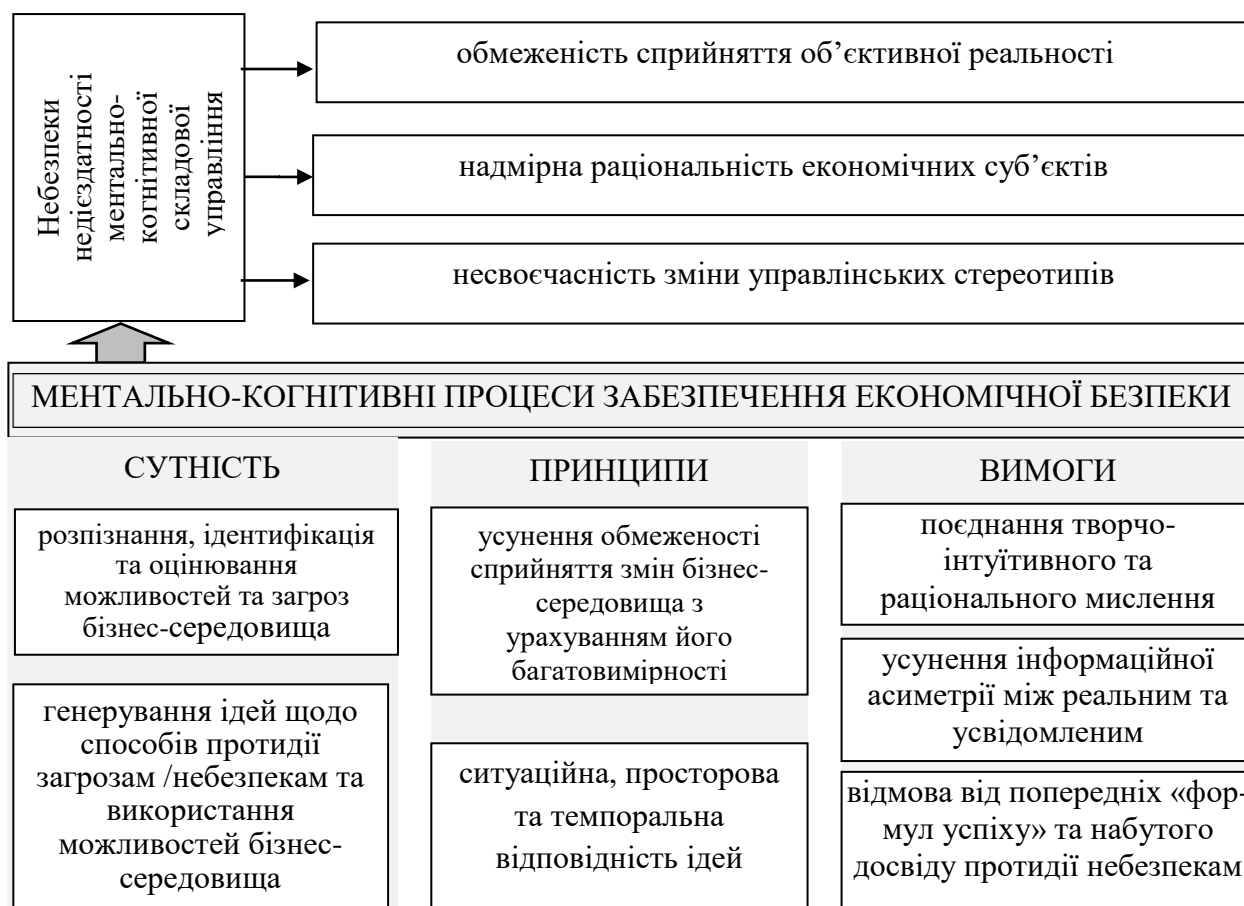 Небезпеки
недієздатності
ментально-
когнітивної
складової
управління
обмеженість сприйняття об’єктивної реальності
надмірна раціональність економічних суб’єктів
несвоєчасність зміни управлінських стереотипів
МЕНТАЛЬНО-КОГНІТИВНІ ПРОЦЕСИ ЗАБЕЗПЕЧЕННЯ ЕКОНОМІЧНОЇ БЕЗПЕКИ
СУТНІСТЬ
розпізнання, ідентифікація
та оцінювання
можливостей та загроз
бізнес-середовища
генерування ідей щодо
способів протидії
загрозам /небезпекам та
використання
можливостей бізнес-
середовища
ПРИНЦИПИ
усунення обмеженості
сприйняття змін бізнес-
середовища з
урахуванням його
багатовимірності
ситуаційна, просторова
та темпоральна
відповідність ідей
ВИМОГИ
поєднання творчо-
інтуїтивного та
раціонального мислення
усунення інформаційної
асиметрії між реальним та
усвідомленим
відмова від попередніх «фор-
мул успіху» та набутого
досвіду протидії небезпекам